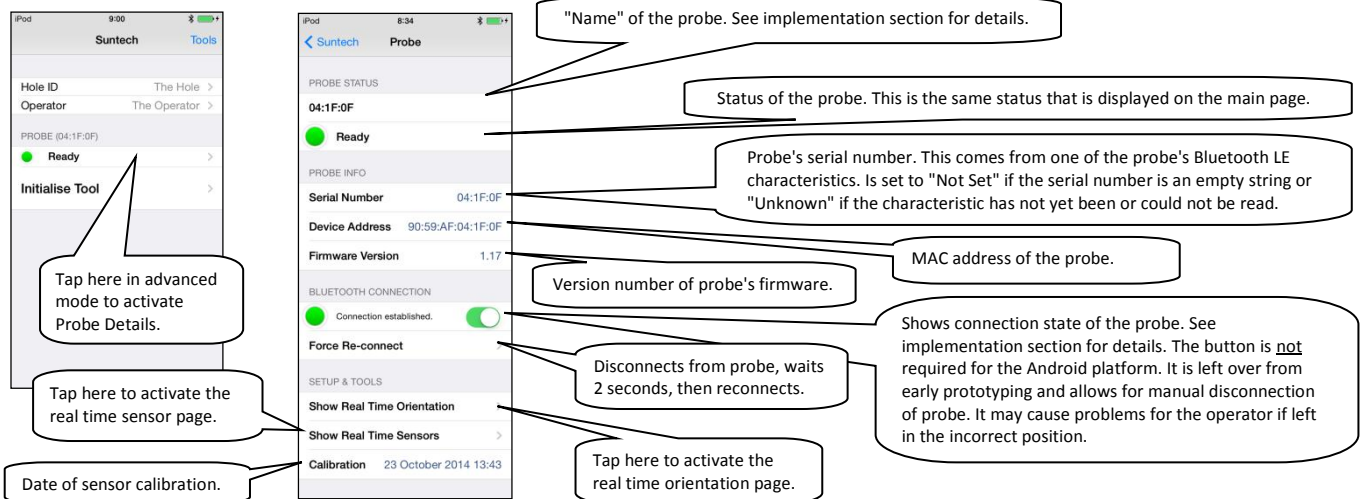 iPod 9:00
Suntech Tools
Hole ID The Hole >
Operator The Operator >
PROBE (04:1F:0F)
Ready >
Initialise Tool >
Tap here in advanced
mode to activate
Probe Details.
Tap here to activate the
real time sensor page.
Date of sensor calibration.
iPod 8:34
< Suntech Probe
PROBE STATUS
04:1F:0F
Ready
PROBE INFO
Serial Number 04:1F:0F
Device Address 90:59:AF:04:1F:0F
Firmware Version 1.17
BLUETOOTH CONNECTION
Connection established.
Force Re-connect >
SETUP & TOOLS
Show Real Time Orientation
Show Real Time Sensors >
Calibration 23 October 2014 13:43
"Name" of the probe. See implementation section for details.
Status of the probe. This is the same status that is displayed on the main page.
Probe's serial number. This comes from one of the probe's Bluetooth LE
characteristics. Is set to "Not Set" if the serial number is an empty string or
"Unknown" if the characteristic has not yet been or could not be read.
MAC address of the probe.
Version number of probe's firmware.
Shows connection state of the probe. See
implementation section for details. The button is not
required for the Android platform. It is left over from
early prototyping and allows for manual disconnection
of probe. It may cause problems for the operator if left
in the incorrect position.
Disconnects from probe, waits
2 seconds, then reconnects.
Tap here to activate the
real time orientation page.